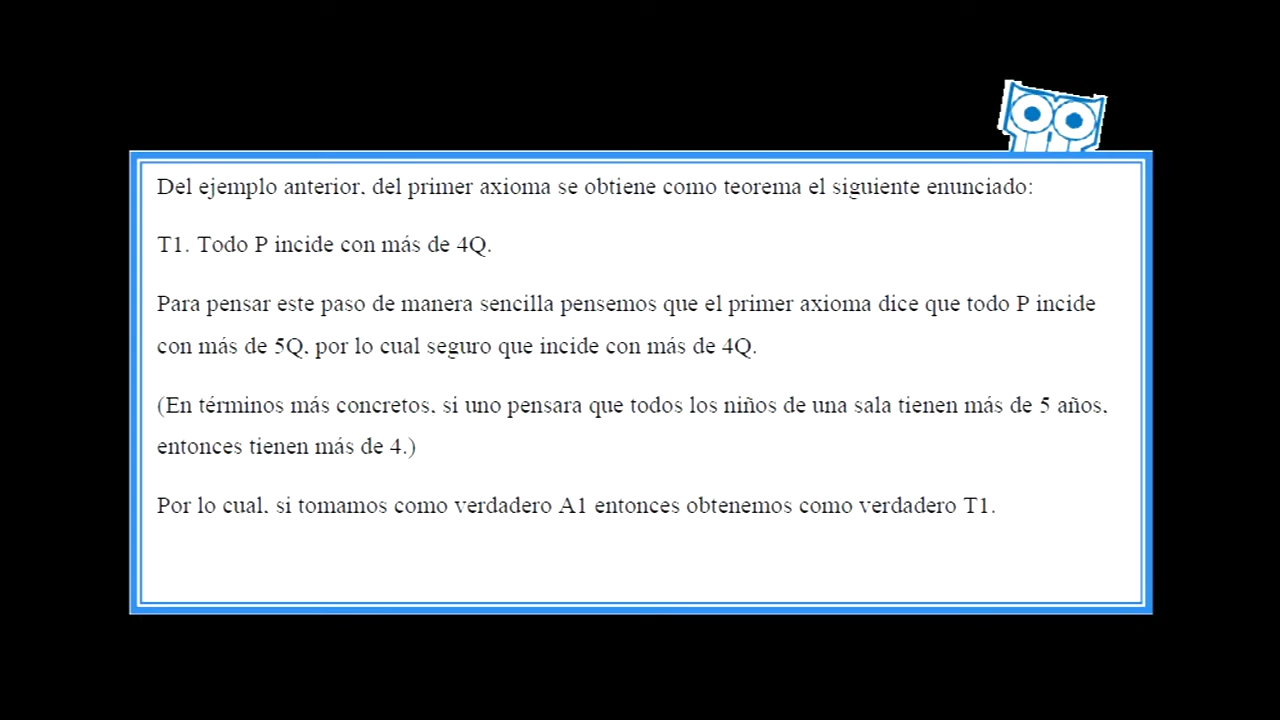 Del ejemplo anterior, del primer axioma se obtiene como teorema el siguiente enunciado:
T1. Todo P incide con más de 4Q.
Para pensar este paso de manera sencilla pensemos que el primer axioma dice que todo P incide
con más de 5Q, por lo cual seguro que incide con más de 4Q.
(En términos más concretos, si uno pensara que todos los niños de una sala tienen más de 5 años,
entonces tienen más de 4.)
Por lo cual, si tomamos como verdadero A1 entonces obtenemos como verdadero T1.